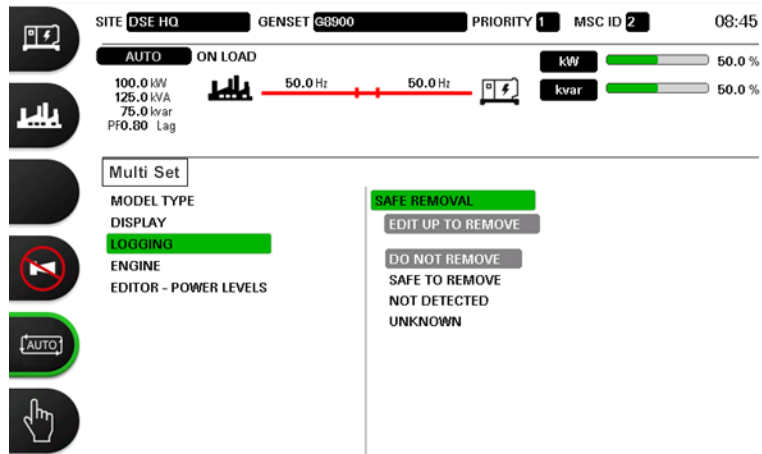 SITE DSE HQ GENSET G8900 PRIORITY 1 MSC ID 2 08:45
AUTO ON LOAD
kW 50.0 %
100.0 kW 50.0 Hz 50.0 Hz
125.0 kVA
kvar 50.0 %
75.0 kvar
PF0.80 Lag
Multi Set
MODEL TYPE
DISPLAY
LOGGING
ENGINE
EDITOR - POWER LEVELS
SAFE REMOVAL
EDIT UP TO REMOVE
DO NOT REMOVE
SAFE TO REMOVE
NOT DETECTED
UNKNOWN
AUTO